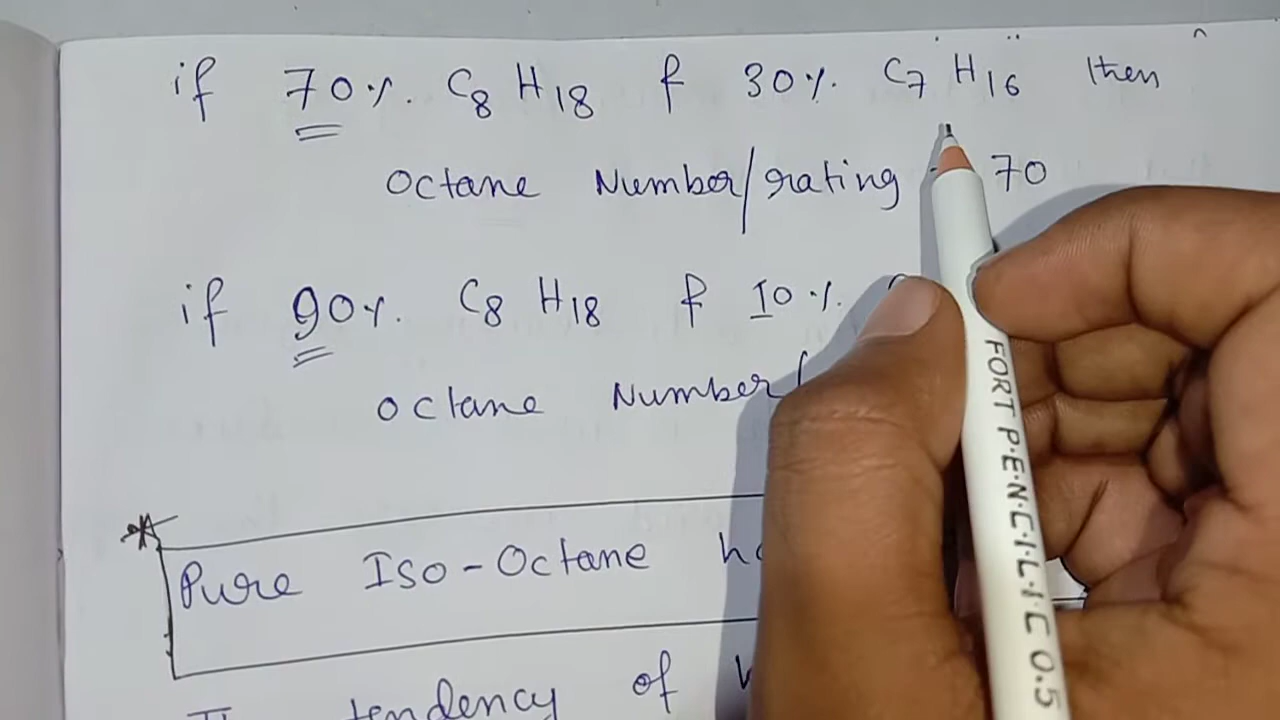 if 70%. C8 H18 & 30%. C7 H16 then
Octane Number/rating 70
if 90%. C8 H18 & 10%.
octane Number/
Pure Iso-Octane
tendency of
FORT P.E.N.C.I.L.I.C 0.5